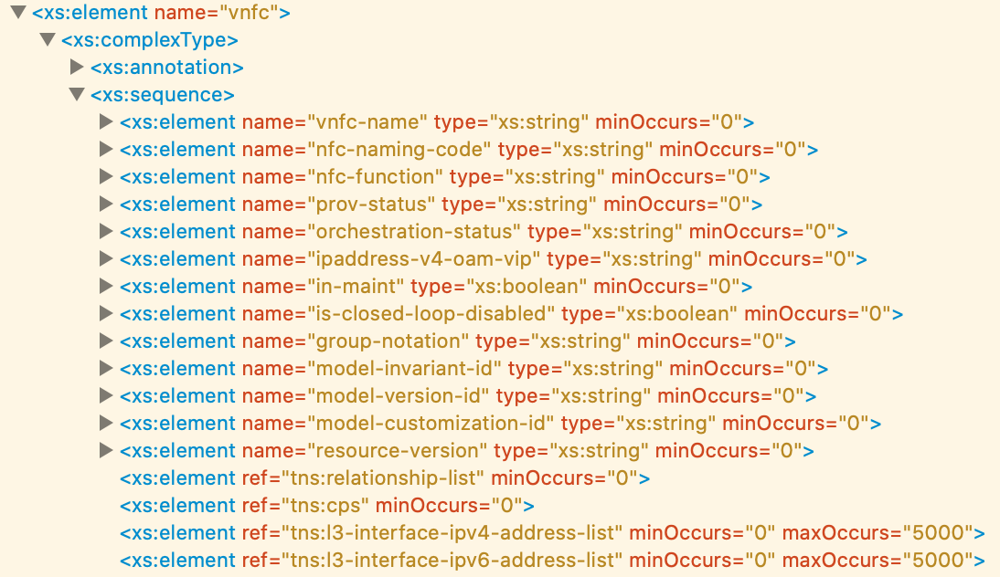 <xs:element name="vnfc">
<xs:complexType>
<xs:annotation>
<xs:sequence>
<xs:element name="vnfc-name" type="xs:string" minOccurs="0">
<xs:element name="nfc-naming-code" type="xs:string" minOccurs="0">
<xs:element name="nfc-function" type="xs:string" minOccurs="0">
<xs:element name="prov-status" type="xs:string" minOccurs="0">
<xs:element name="orchestration-status" type="xs:string" minOccurs="0">
<xs:element name="ipaddress-v4-oam-vip" type="xs:string" minOccurs="0">
<xs:element name="in-maint" type="xs:boolean" minOccurs="0">
<xs:element name="is-closed-loop-disabled" type="xs:boolean" minOccurs="0">
<xs:element name="group-notation" type="xs:string" minOccurs="0">
<xs:element name="model-invariant-id" type="xs:string" minOccurs="0">
<xs:element name="model-version-id" type="xs:string" minOccurs="0">
<xs:element name="model-customization-id" type="xs:string" minOccurs="0">
<xs:element name="resource-version" type="xs:string" minOccurs="0">
<xs:element ref="tns:relationship-list" minOccurs="0">
<xs:element ref="tns:cps" minOccurs="0">
<xs:element ref="tns:l3-interface-ipv4-address-list" minOccurs="0" maxOccurs="5000">
<xs:element ref="tns:l3-interface-ipv6-address-list" minOccurs="0" maxOccurs="5000">